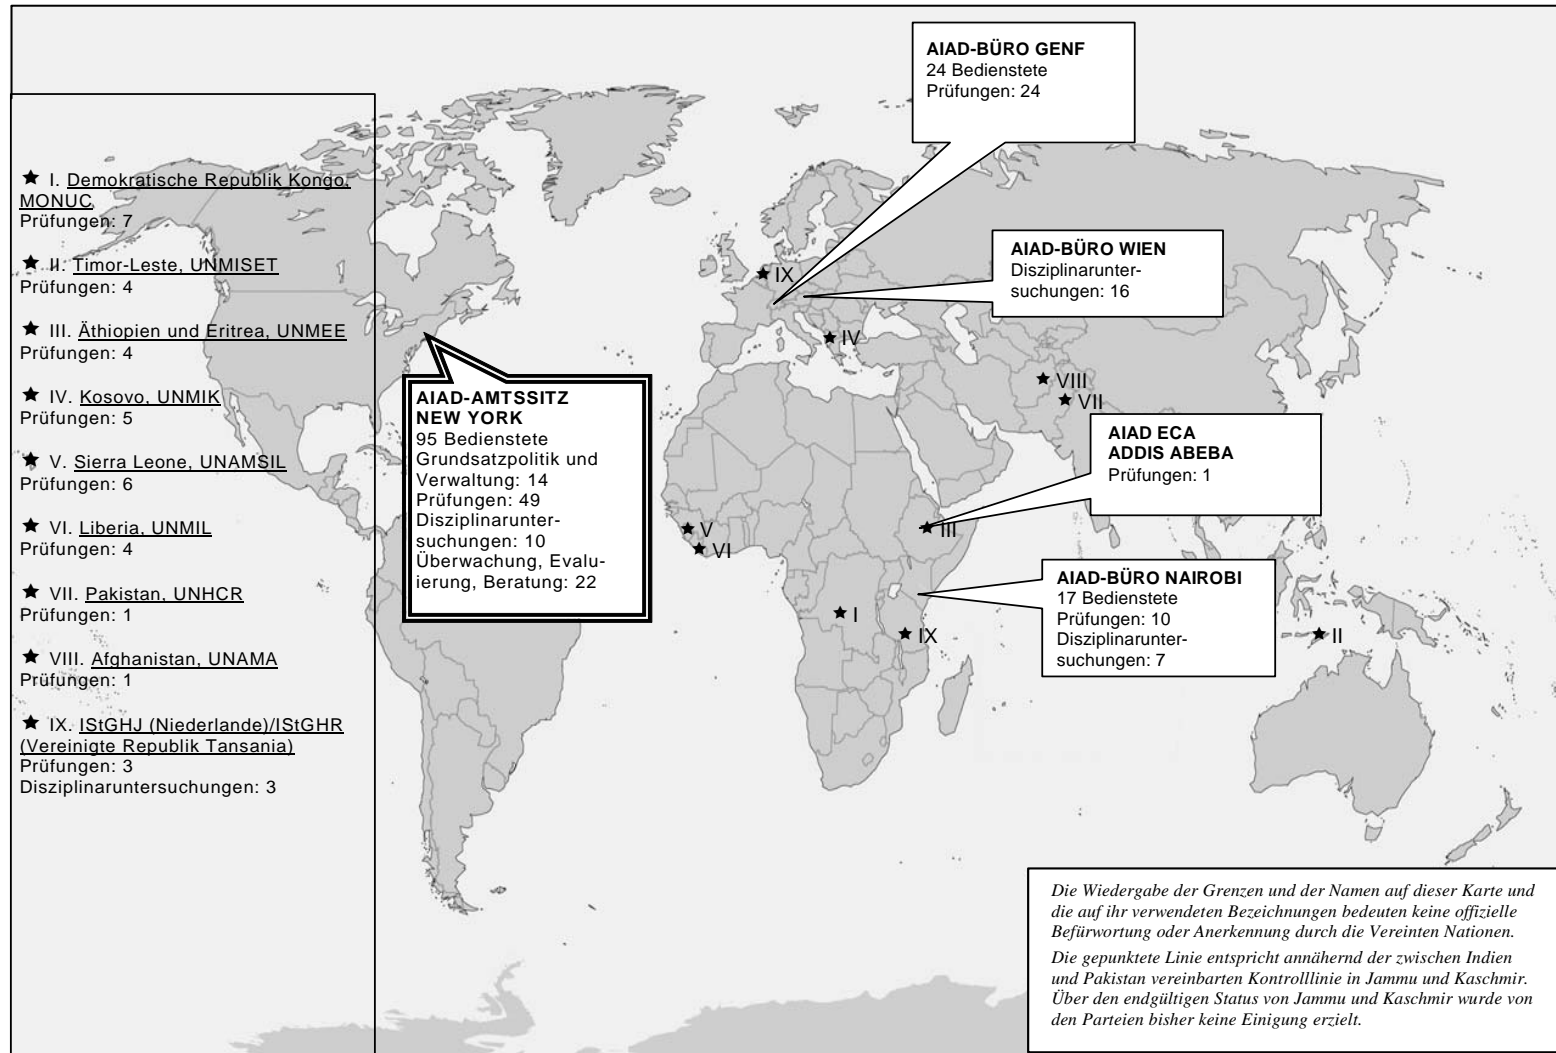 ★ I. Demokratische Republik Kongo,
MONUC
Prüfungen: 7
★ II. Timor-Leste, UNMISET
Prüfungen: 4
★ III. Äthiopien und Eritrea, UNMEE
Prüfungen: 4
★ IV. Kosovo, UNMIK
Prüfungen: 5
★ V. Sierra Leone, UNAMSIL
Prüfungen: 6
★ VI. Liberia, UNMIL
Prüfungen: 4
★ VII. Pakistan, UNHCR
Prüfungen: 1
★ VIII. Afghanistan, UNAMA
Prüfungen: 1
★ IX. IStGHJ (Niederlande)/IStGHR
(Vereinigte Republik Tansania)
Prüfungen: 3
Disziplinaruntersuchungen: 3
AIAD-AMTSSITZ
NEW YORK
95 Bedienstete
Grundsatzpolitik und
Verwaltung: 14
Prüfungen: 49
Disziplinarunter-
suchungen: 10
Überwachung, Evalu-
ierung, Beratung: 22
AIAD-BÜRO GENF
24 Bedienstete
Prüfungen: 24
AIAD-BÜRO WIEN
Disziplinarunter-
suchungen: 16
★ IX
★ IV
★ VIII
★ VII
AIAD ECA
ADDIS ABEBA
Prüfungen: 1
★ V
★ VI
★ III
AIAD-BÜRO NAIROBI
17 Bedienstete
Prüfungen: 10
Disziplinarunter-
suchungen: 7
★ I
★ IX
★ II
Die Wiedergabe der Grenzen und der Namen auf dieser Karte und
die auf ihr verwendeten Bezeichnungen bedeuten keine offizielle
Befürwortung oder Anerkennung durch die Vereinten Nationen.
Die gepunktete Linie entspricht annähernd der zwischen Indien
und Pakistan vereinbarten Kontrolllinie in Jammu und Kaschmir.
Über den endgültigen Status von Jammu und Kaschmir wurde von
den Parteien bisher keine Einigung erzielt.